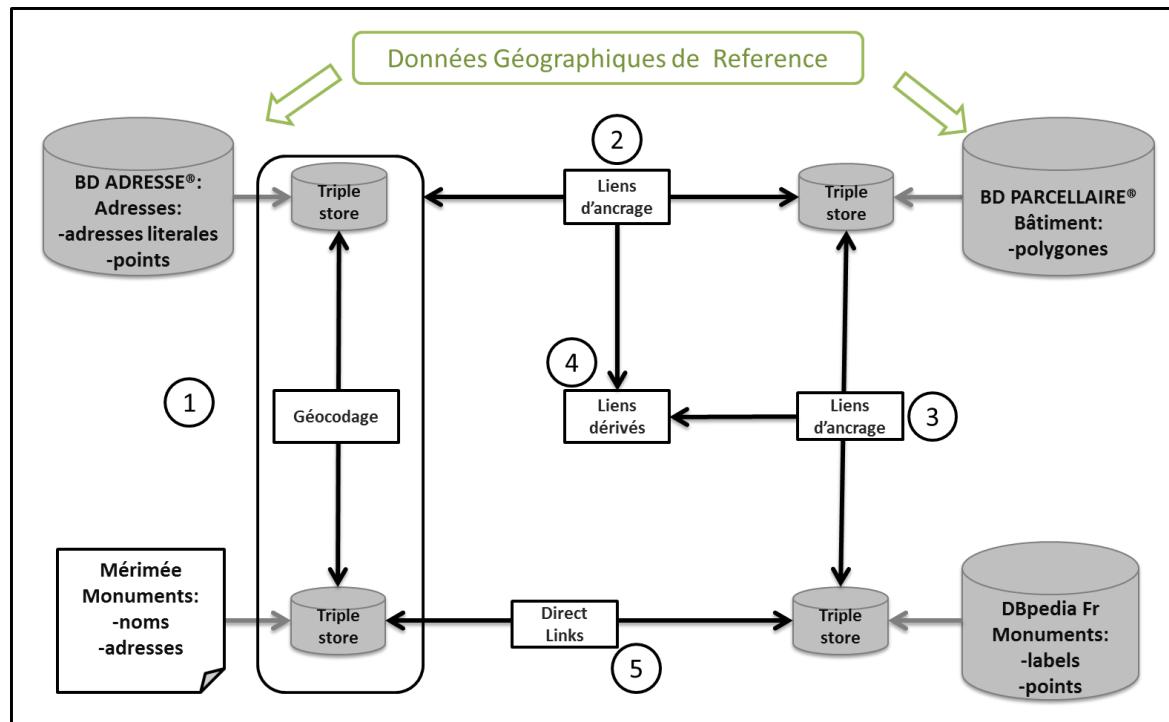 Données Géographiques de Reference
2
BD ADRESSE®:
Adresses:
-adresses literales
-points
Triple
store
Liens
d'ancrage
Triple
store
BD PARCELLAIRE®
Bâtiment:
-polygones
1
Géocodage
4
Liens
dérivés
Liens
d'ancrage
3
Mérimée
Monuments:
-noms
-adresses
Triple
store
Direct
Links
5
Triple
store
DBpedia Fr
Monuments:
-labels
-points